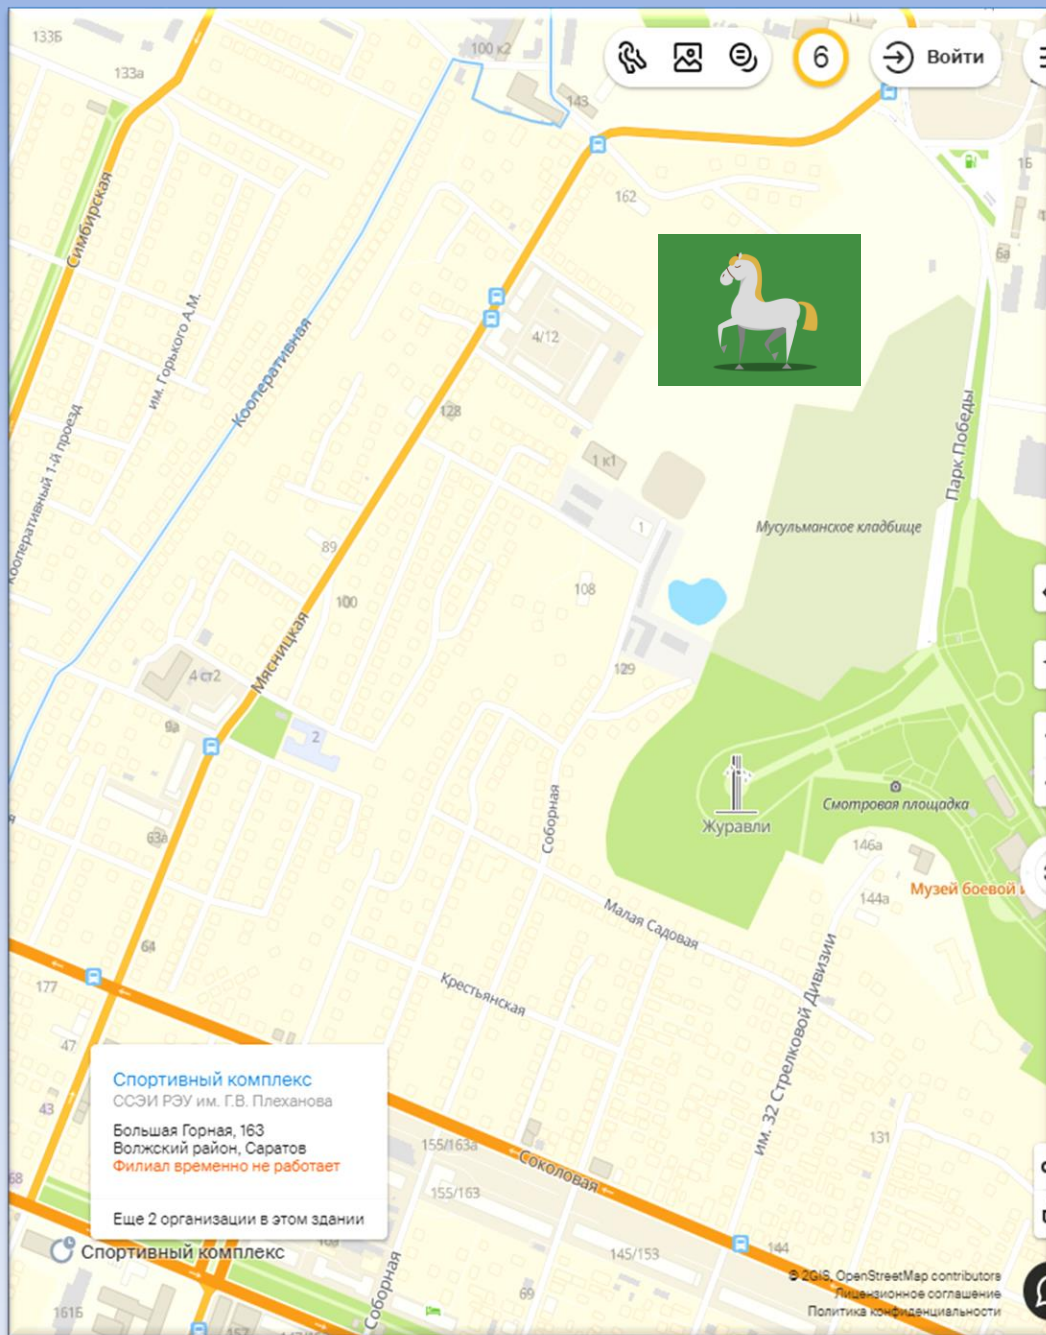 133Б
100 к2
6
Войти
133а
143
1Б
162
Симбирская
6а
им. Горького А.М.
4/12
Кооперативная
128
Парк Победы
Кооперативный 1-й проезд
1 к1
1
Мусульманское кладбище
89
108
100
Мясницкая
129
4 ст2
9а
2
Журавли
Смотровая площадка
Соборная
63а
146а
Музей боевой
144а
Малая Садовая
64
им. 32 Стрелковой Дивизии
177
Крестьянская
47
Спортивный комплекс
ССЭИ РЭУ им. Г.В. Плеханова
43
Большая Горная, 163
Волжский район, Саратов
Филиал временно не работает
131
155/163а
Соколовая
68
155/163
Еще 2 организации в этом здании
Спортивный комплекс
145/153
144
Соборная
69
161Б
© 2GIS, OpenStreetMap contributors
Лицензионное соглашение
Политика конфиденциальности